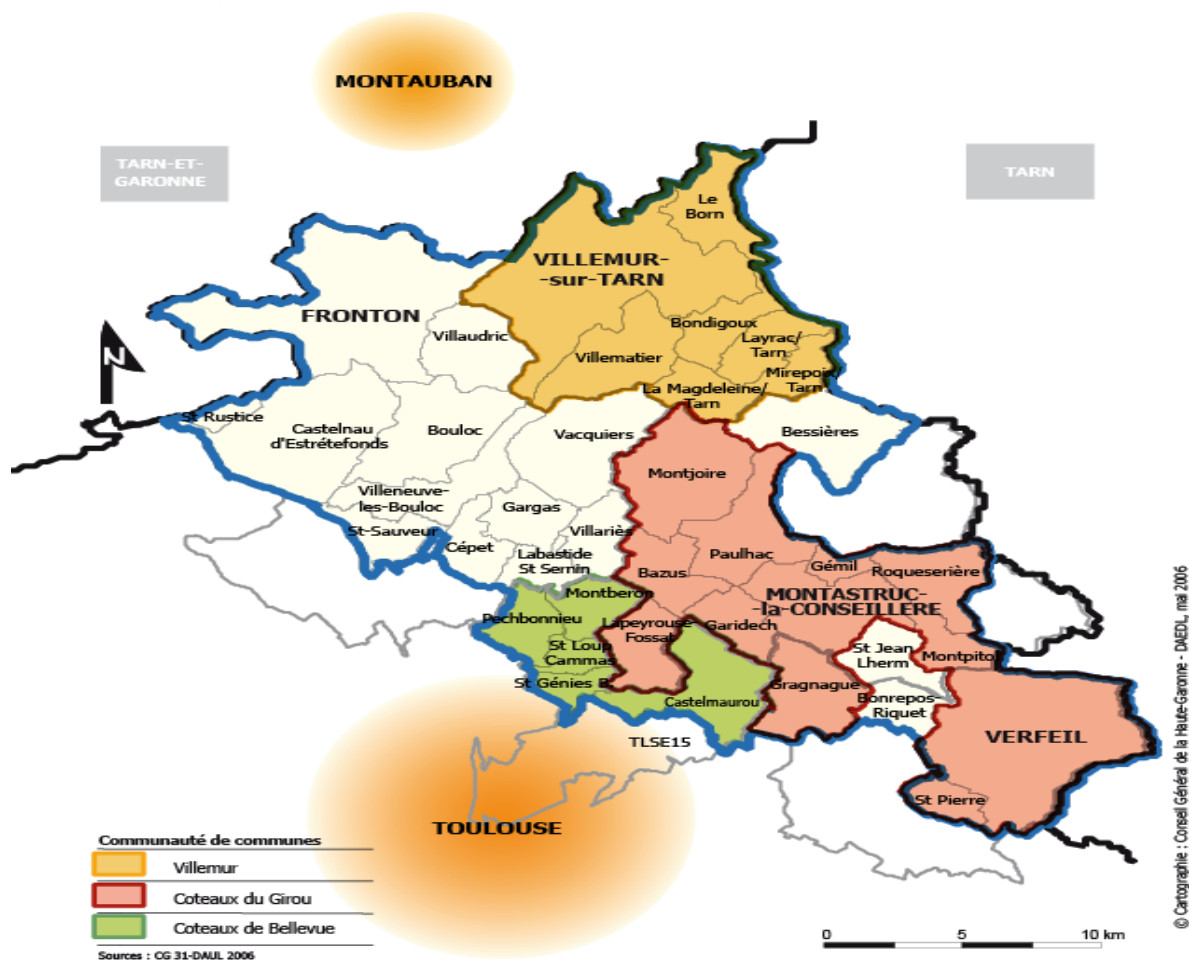 MONTAUBAN
TARN-ET-
GARONNE
TARN
Le
Born
VILLEMUR-
-sur-TARN
FRONTON
Villaudric
Bondigoux
Layrac/
Tarn
Villematier
Mirepoix
Tarn
La Magdeleine/
Tarn
N
St Rustice
Castelnau
d'Estrétefonds
Bouloc
Vacquiers
Bessières
Montjoire
Villeneuve-
les-Bouloc
Gargas
St-Sauveur
Villariès
Cépet
Labastide
St Sernin
Paulhac
Gémil
Roqueserière
Bazus
Montberon
MONTASTRUC-
-la-CONSEILLÈRE
Pechbonnieu
Lapeyrouse-
Fossat
Garidech
St Loup
Cammas
St Jean
Lherm
Montpitol
St Génies B.
Gragnague
Castelmaurou
Bonrepos-
Riquet
TLSE15
VERFEIL
St Pierre
TOULOUSE
Communauté de communes
Villemur
Coteaux du Girou
Coteaux de Bellevue
Sources : CG 31-DAUL 2006
0 5 10 km
© Cartographie : Conseil Général de la Haute-Garonne - DAEDL, mai 2006